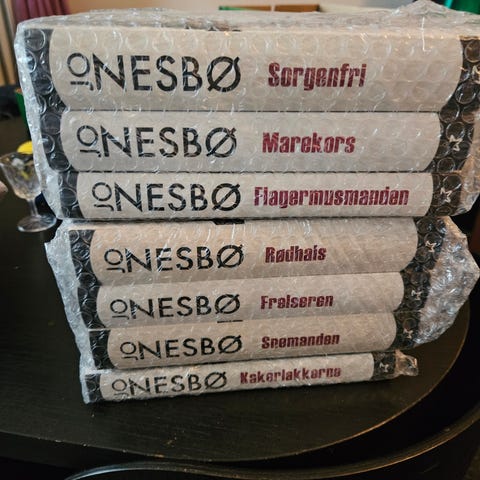 JO NESBØ Sorgenfri
JO NESBØ Marekors
JO NESBØ Flagermusmanden
JO NESBØ Rødhals
JO NESBØ Frelseren
JO NESBØ Snemanden
JO NESBØ Kakerlakkerne